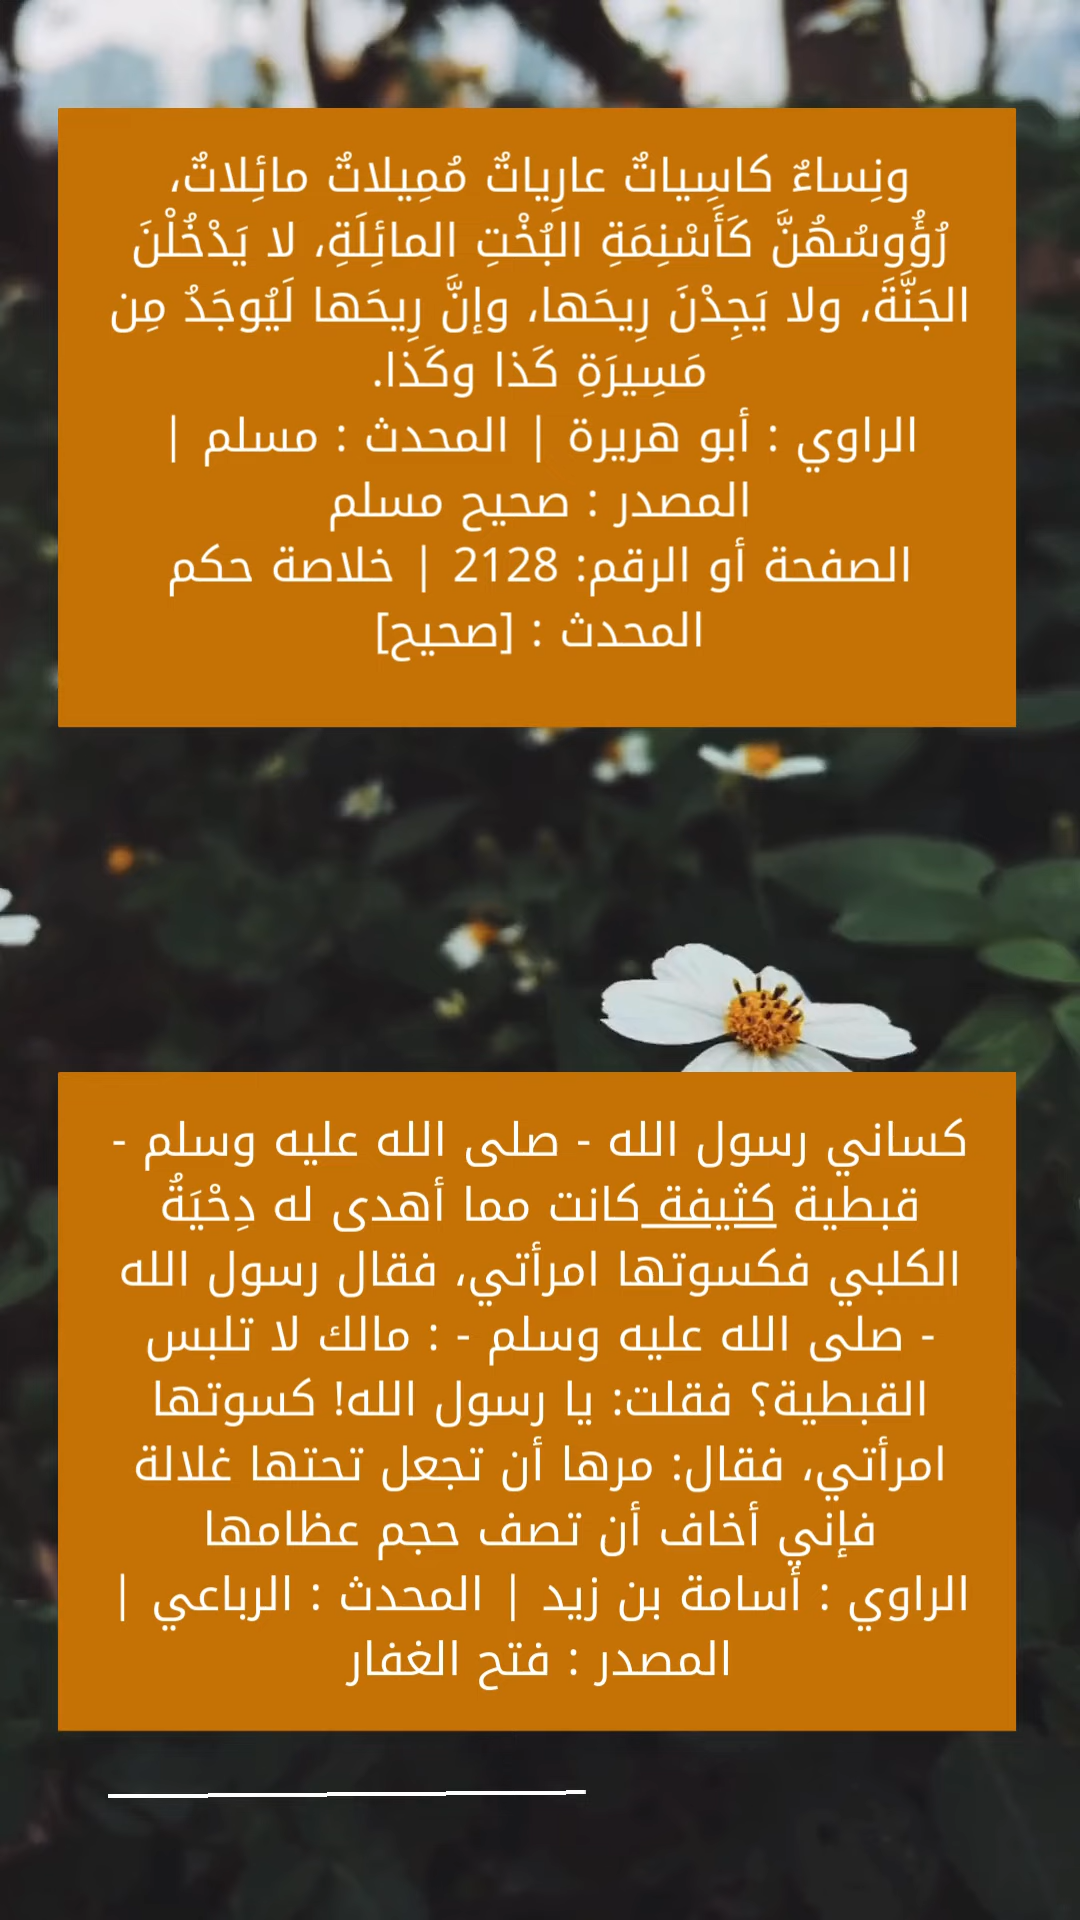 ونِساءٌ كاسِياتٌ عارِياتٌ مُمِيلاتٌ مائِلاتٌ،
رُؤُوسُهُنَّ كَأَسْنِمَةِ البُخْتِ المائِلَةِ، لا يَدْخُلْنَ
الجَنَّةَ، ولا يَجِدْنَ رِيحَها، وإنَّ رِيحَها لَيُوجَدُ مِن
مَسِيرَةِ كَذا وكَذا.
الراوي : أبو هريرة | المحدث : مسلم |
المصدر : صحيح مسلم
الصفحة أو الرقم: 2128 | خلاصة حكم
المحدث : [صحيح]
كساني رسول الله - صلى الله عليه وسلم -
قبطية كثيفة كانت مما أهدى له دِحْيَةُ
الكلبي فكسوتها امرأتي، فقال رسول الله
- صلى الله عليه وسلم - : مالك لا تلبس
القبطية؟ فقلت: يا رسول الله! كسوتها
امرأتي، فقال: مرها أن تجعل تحتها غلالة
فإني أخاف أن تصف حجم عظامها
الراوي : أسامة بن زيد | المحدث : الرباعي |
المصدر : فتح الغفار